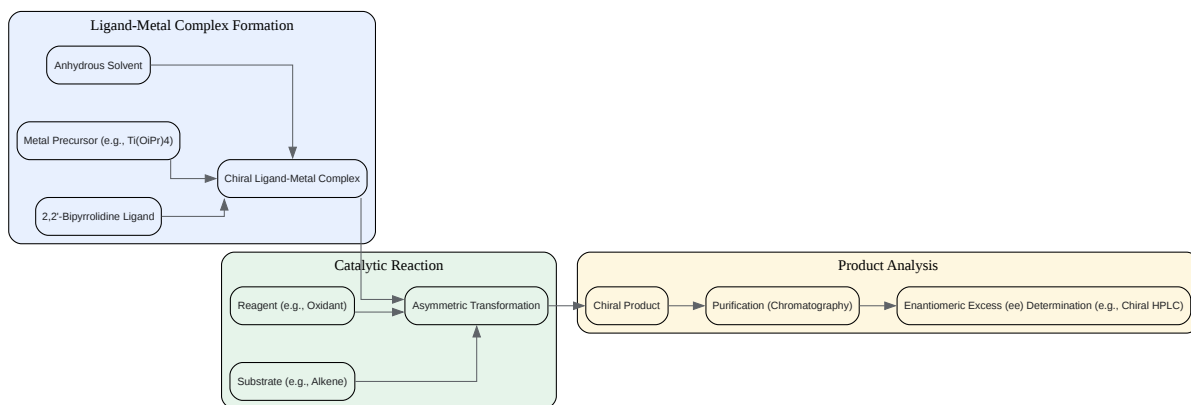 Ligand-Metal Complex Formation
Anhydrous Solvent
Metal Precursor (e.g., Ti(OiPr)4)
Chiral Ligand-Metal Complex
2,2'-Bipyrrolidine Ligand
Catalytic Reaction
Reagent (e.g., Oxidant)
Asymmetric Transformation
Substrate (e.g., Alkene)
Product Analysis
Chiral Product
Purification (Chromatography)
Enantiomeric Excess (ee) Determination (e.g., Chiral HPLC)